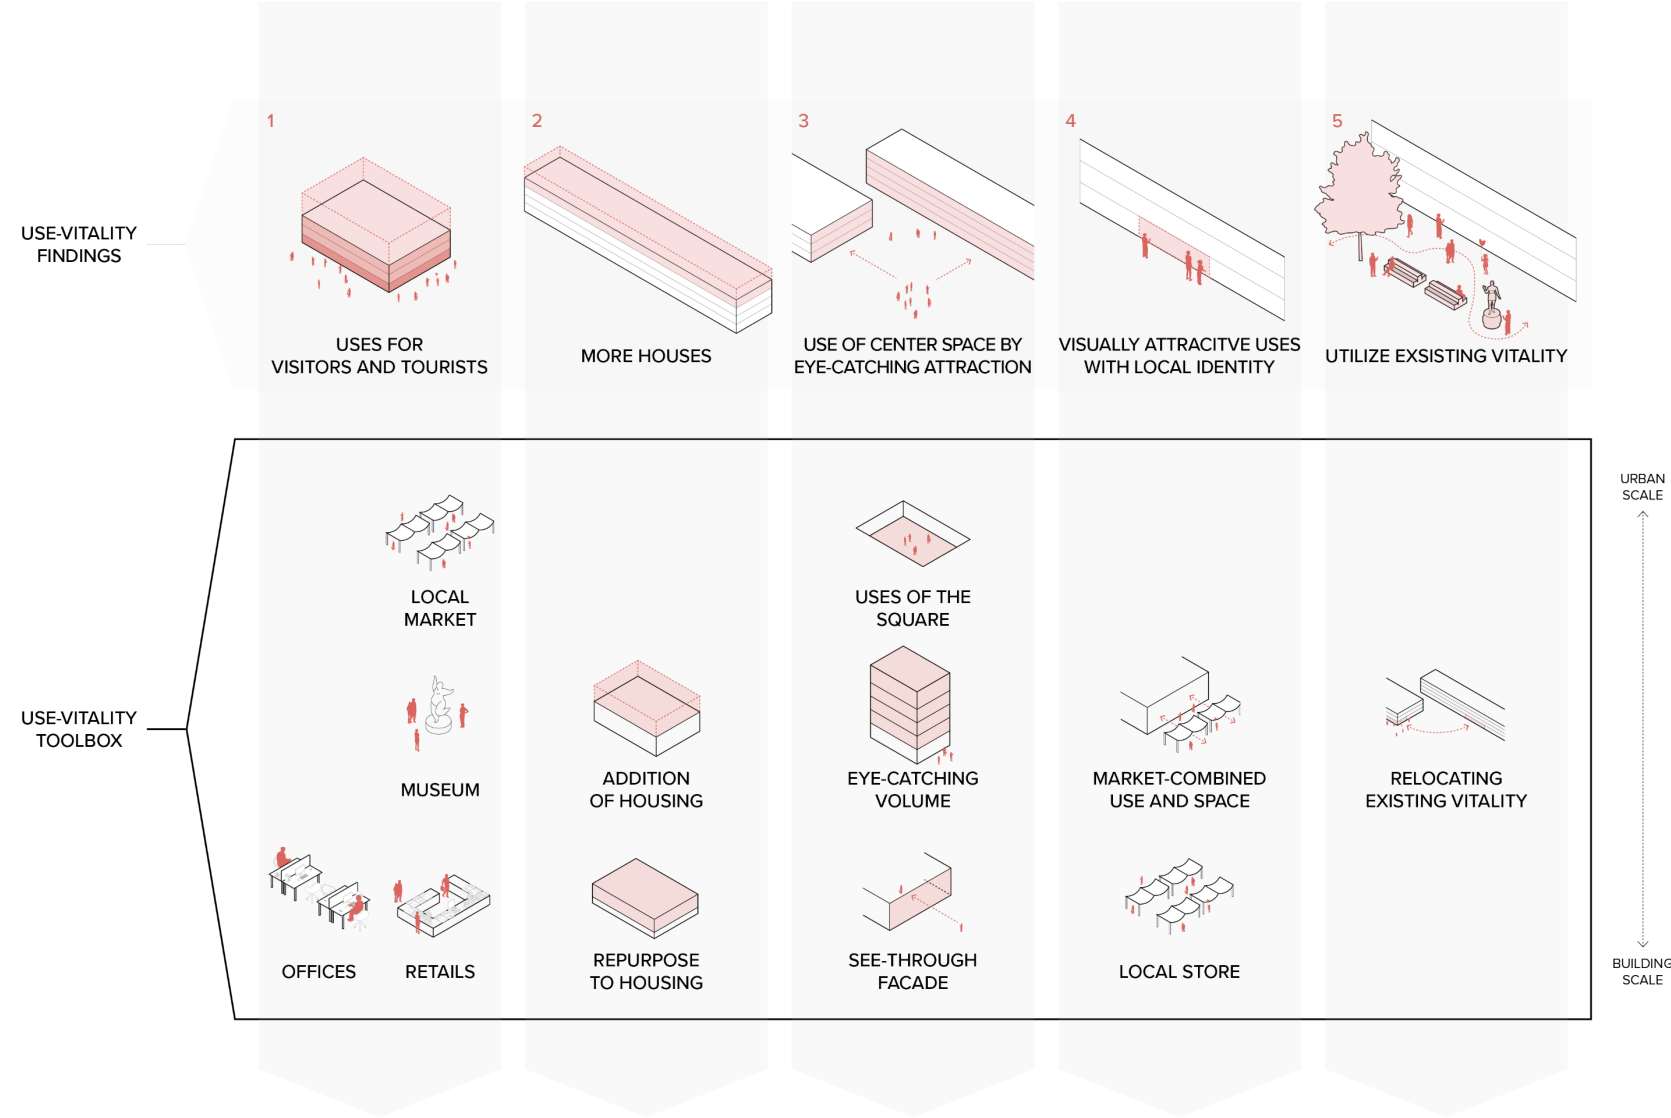 1
2
3
4
5
USE-VITALITY
FINDINGS
USES FOR
VISITORS AND TOURISTS
MORE HOUSES
USE OF CENTER SPACE BY
EYE-CATCHING ATTRACTION
VISUALLY ATTRACITVE USES
WITH LOCAL IDENTITY
UTILIZE EXSISTING VITALITY
URBAN
SCALE
LOCAL
MARKET
USES OF THE
SQUARE
USE-VITALITY
TOOLBOX
MUSEUM
ADDITION
OF HOUSING
EYE-CATCHING
VOLUME
MARKET-COMBINED
USE AND SPACE
RELOCATING
EXISTING VITALITY
OFFICES
RETAILS
REPURPOSE
TO HOUSING
SEE-THROUGH
FACADE
LOCAL STORE
BUILDING
SCALE